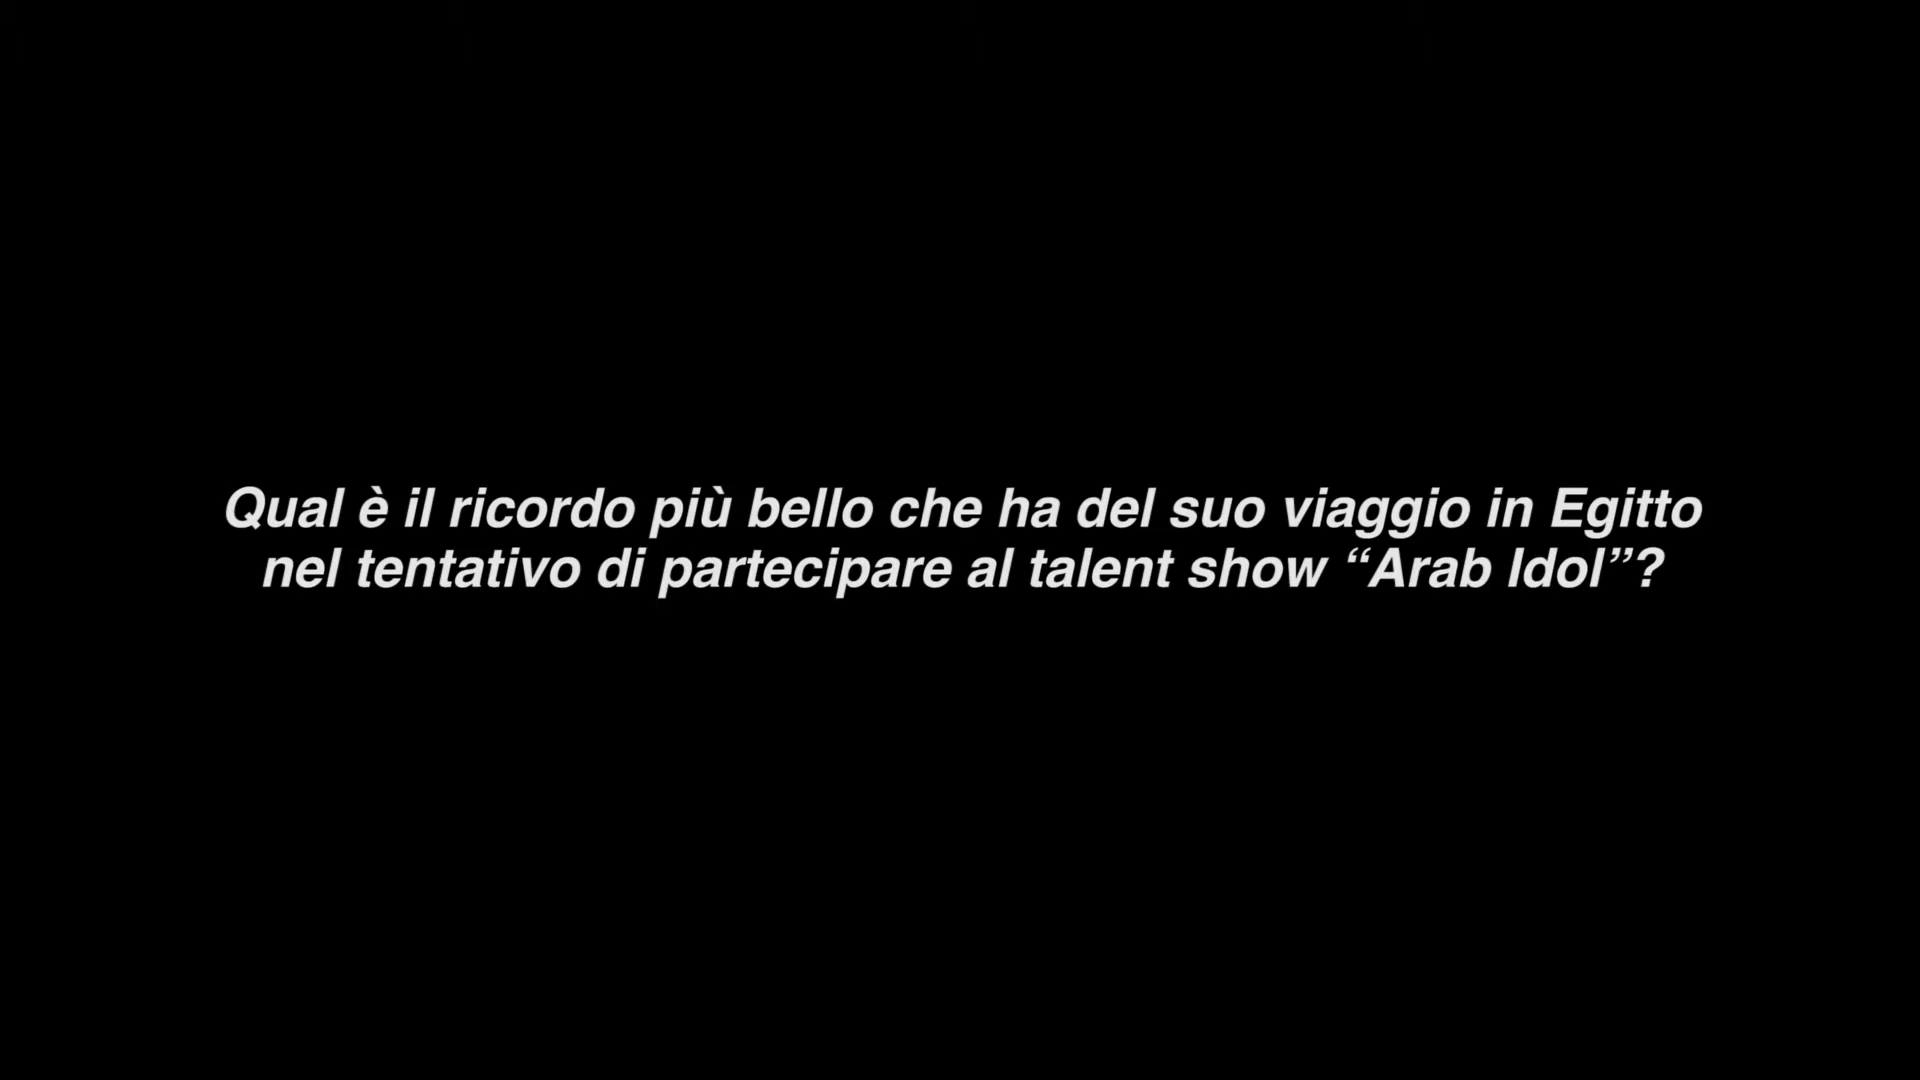 Qual è il ricordo più bello che ha del suo viaggio in Egitto
nel tentativo di partecipare al talent show “Arab Idol”?